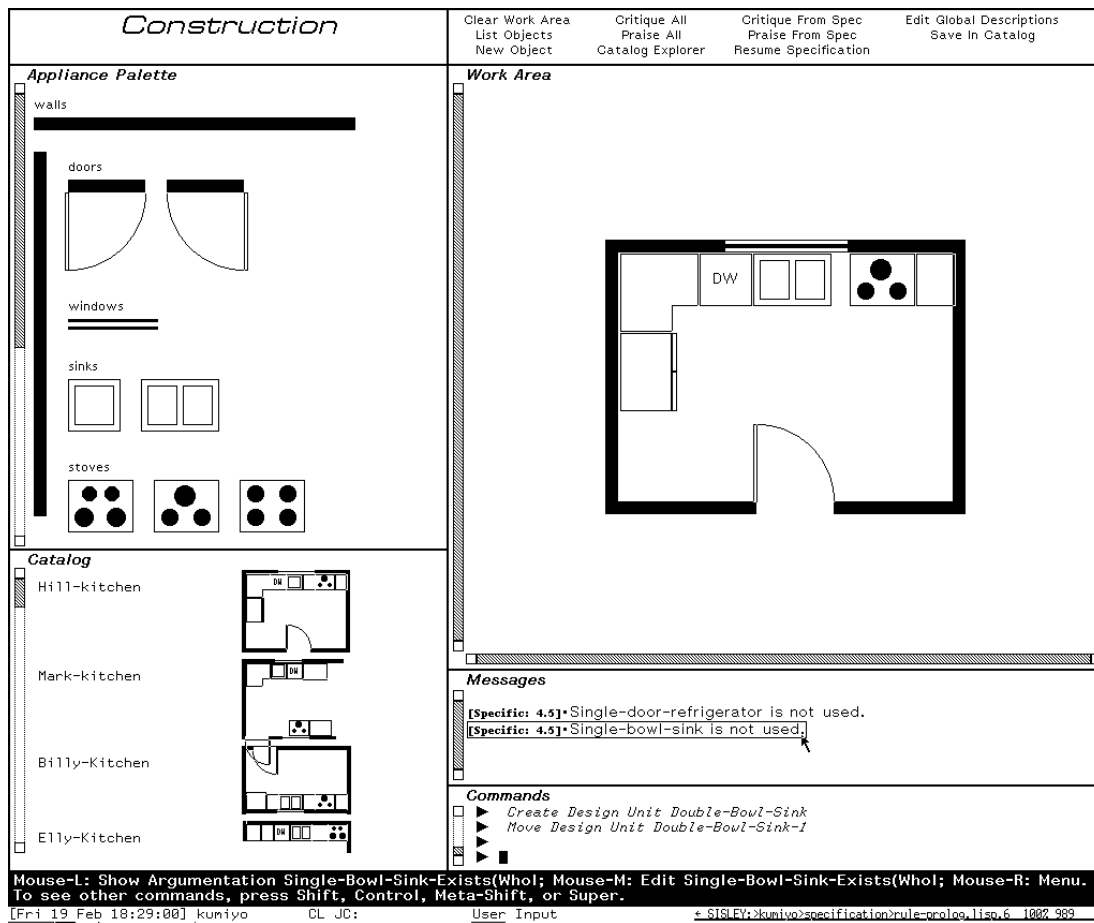 Construction
Clear Work Area
List Objects
New Object
Critique All
Praise All
Catalog Explorer
Critique From Spec
Praise From Spec
Resume Specification
Edit Global Descriptions
Save In Catalog
Appliance Palette
walls
doors
windows
sinks
stoves
Work Area
DW
Catalog
Hill-kitchen
DW
Mark-kitchen
DW
Billy-Kitchen
Elly-Kitchen
DW
Messages
[Specific: 4.5]•Single-door-refrigerator is not used.
[Specific: 4.5]•Single-bowl-sink is not used.
Commands
Create Design Unit Double-Bowl-Sink
Move Design Unit Double-Bowl-Sink-1
Mouse-L: Show Argumentation Single-Bowl-Sink-Exists(Whol; Mouse-M: Edit Single-Bowl-Sink-Exists(Whol; Mouse-R: Menu.
To see other commands, press Shift, Control, Meta-Shift, or Super.
[Fri 19 Feb 18:29:00] kumiyo CL JC: User Input ← SISLEY:>kumiyo>specification>rule-prolog.lisp.6 100% 989